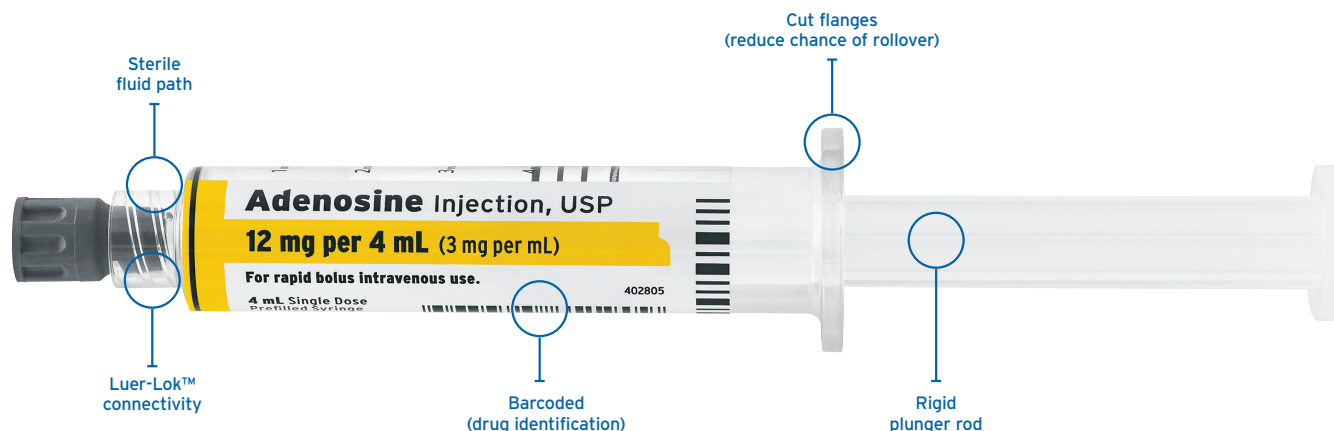 Cut flanges
(reduce chance of rollover)
Sterile
fluid path
Adenosine Injection, USP
12 mg per 4 mL (3 mg per mL)
For rapid bolus intravenous use.
402805
4 mL Single Dose
Prefilled Syringe
Luer-Lok™
connectivity
Barcoded
(drug identification)
Rigid
plunger rod